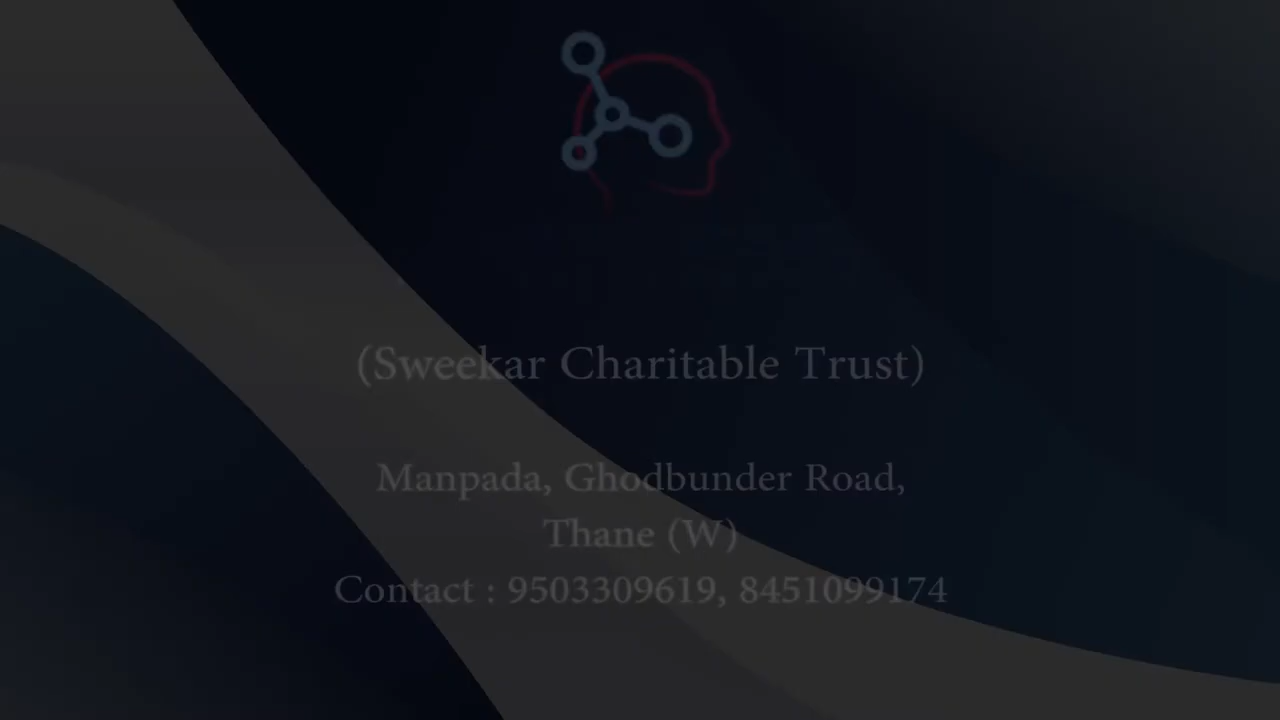 (Sweekar Charitable Trust)
Manpada, Ghodbunder Road,
Thane (W)
Contact : 9503309619, 8451099174